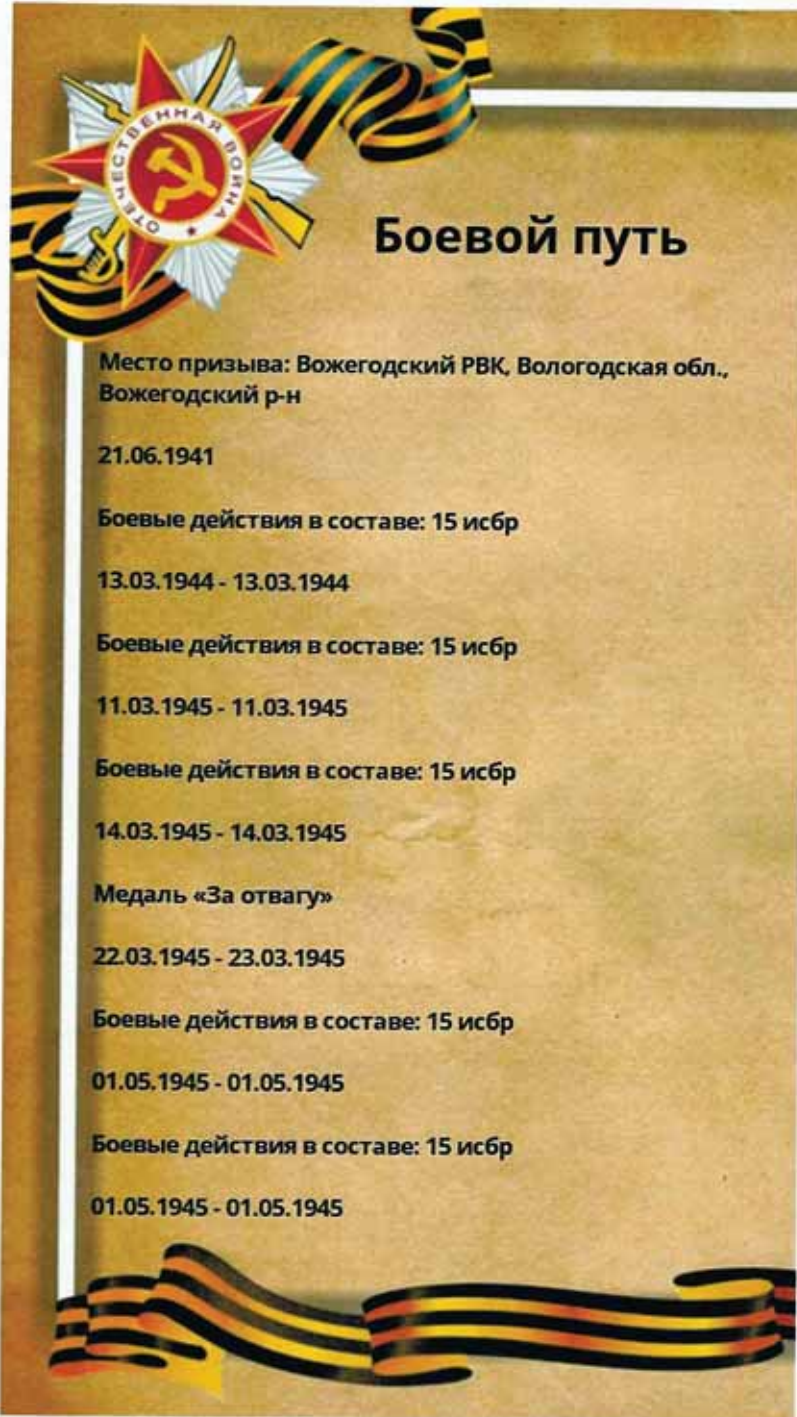 ОТЕЧЕСТВЕННАЯ ВОЙНА
Боевой путь
Место призыва: Вожегодский РВК, Вологодская обл.,
Вожегодский р-н
21.06.1941
Боевые действия в составе: 15 исбр
13.03.1944 - 13.03.1944
Боевые действия в составе: 15 исбр
11.03.1945 - 11.03.1945
Боевые действия в составе: 15 исбр
14.03.1945 - 14.03.1945
Медаль «За отвагу»
22.03.1945 - 23.03.1945
Боевые действия в составе: 15 исбр
01.05.1945 - 01.05.1945
Боевые действия в составе: 15 исбр
01.05.1945 - 01.05.1945